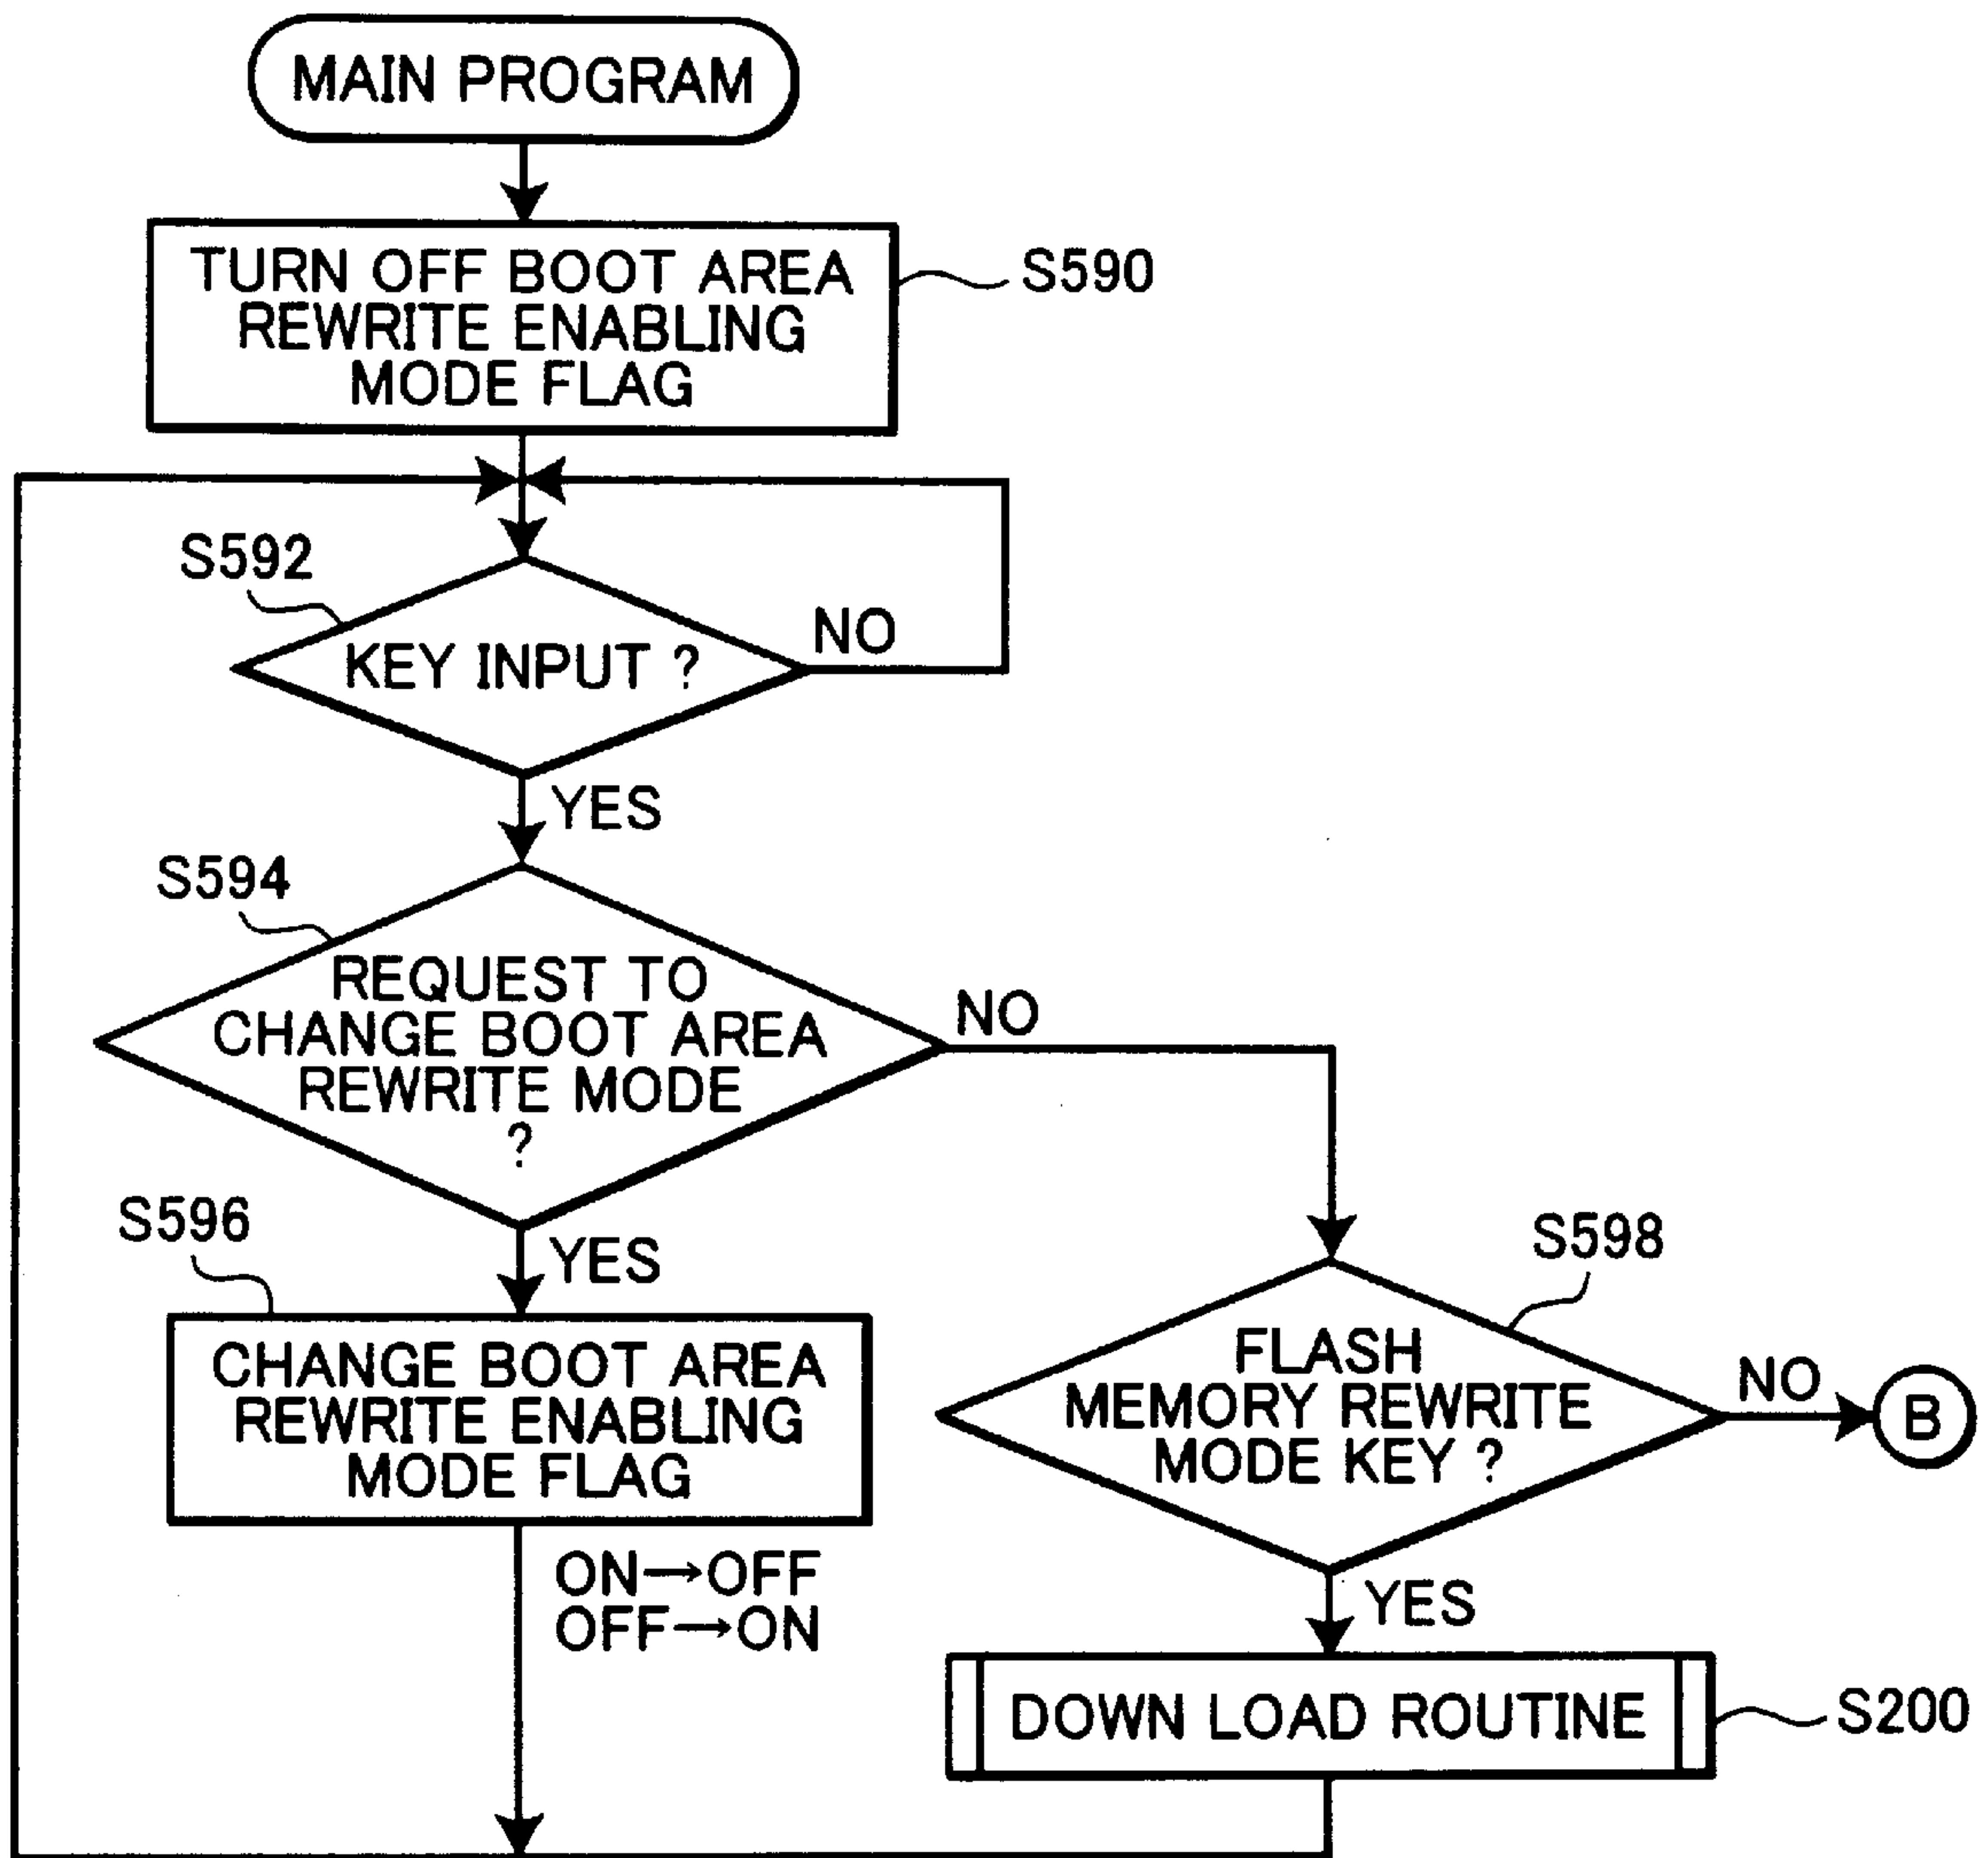 MAIN PROGRAM
TURN OFF BOOT AREA
REWRITE ENABLING
MODE FLAG
S590
S592
KEY INPUT ?
NO
YES
S594
REQUEST TO
CHANGE BOOT AREA
REWRITE MODE
?
NO
YES
S596
CHANGE BOOT AREA
REWRITE ENABLING
MODE FLAG
ON→OFF
OFF→ON
S598
FLASH
MEMORY REWRITE
MODE KEY ?
NO
B
YES
DOWN LOAD ROUTINE
S200